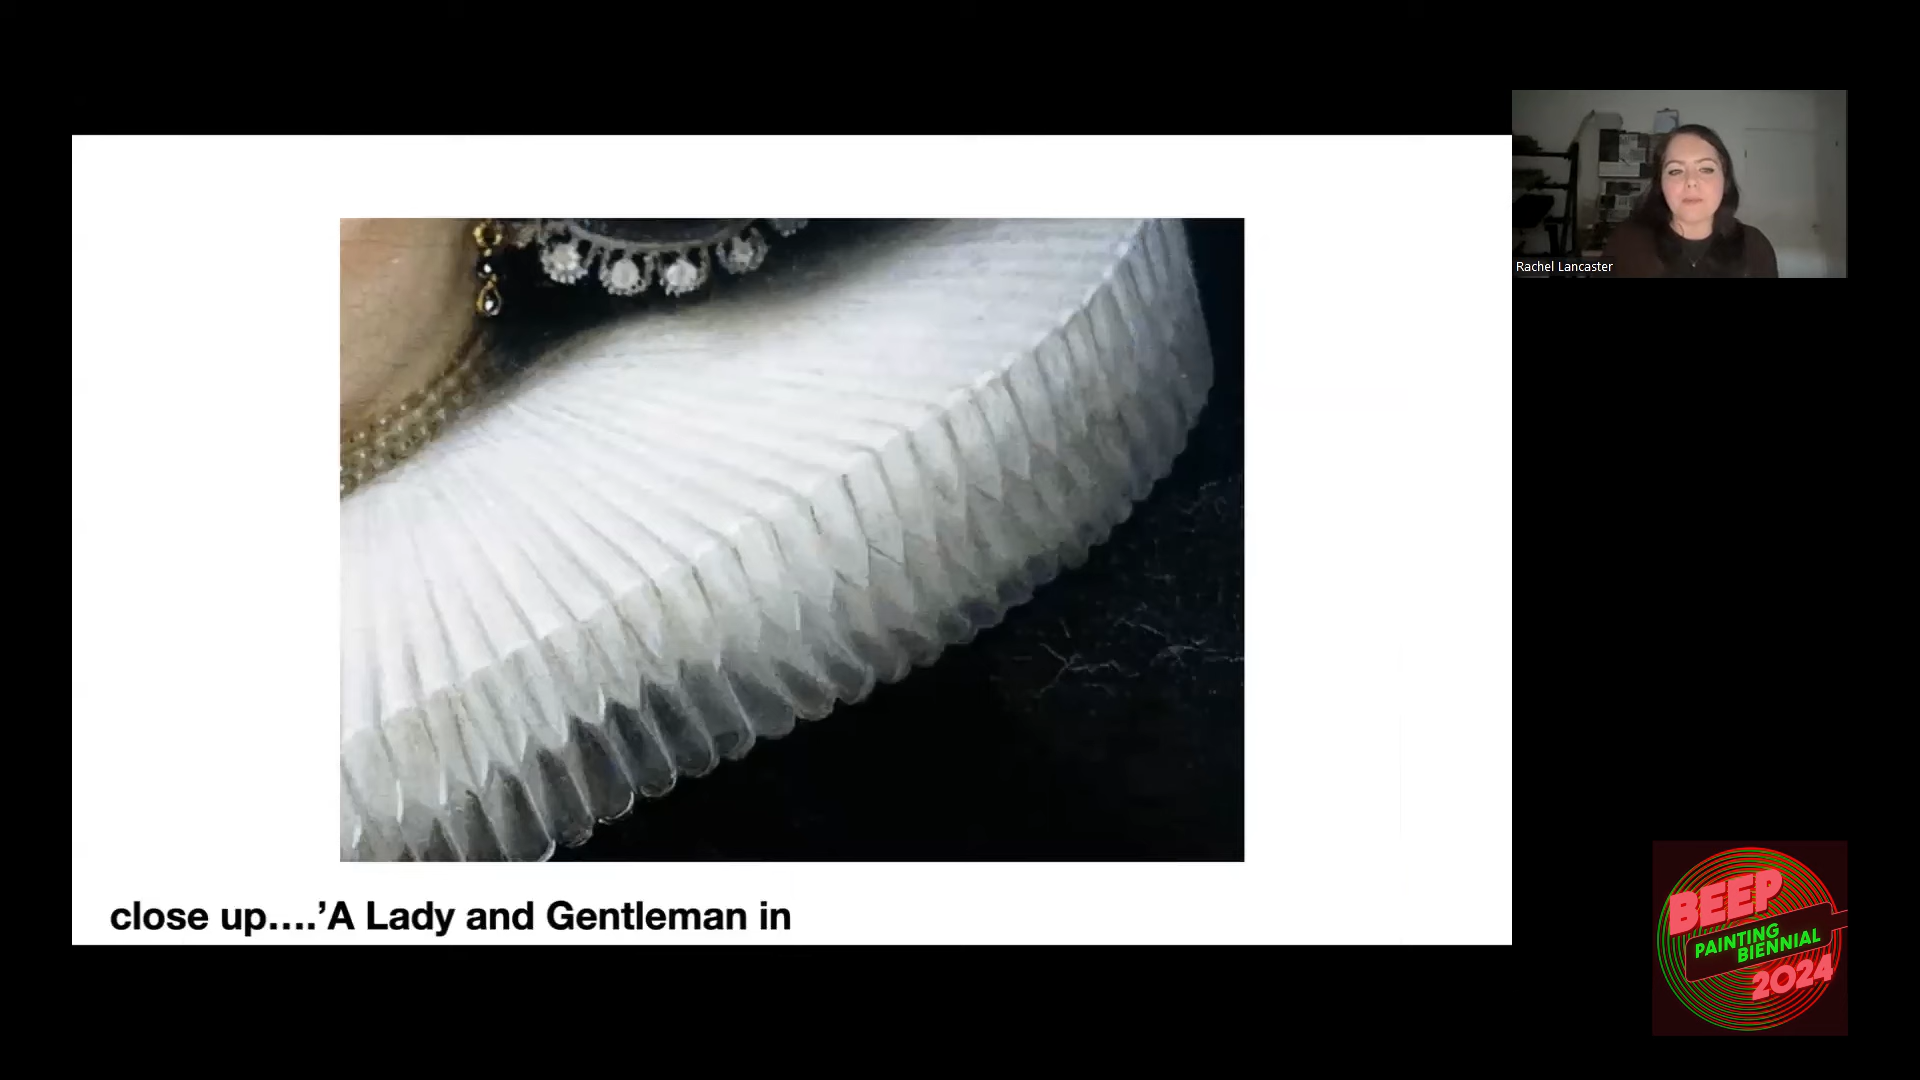 Rachel Lancaster
close up....’A Lady and Gentleman in
BEEP
PAINTING
BIENNIAL
2024